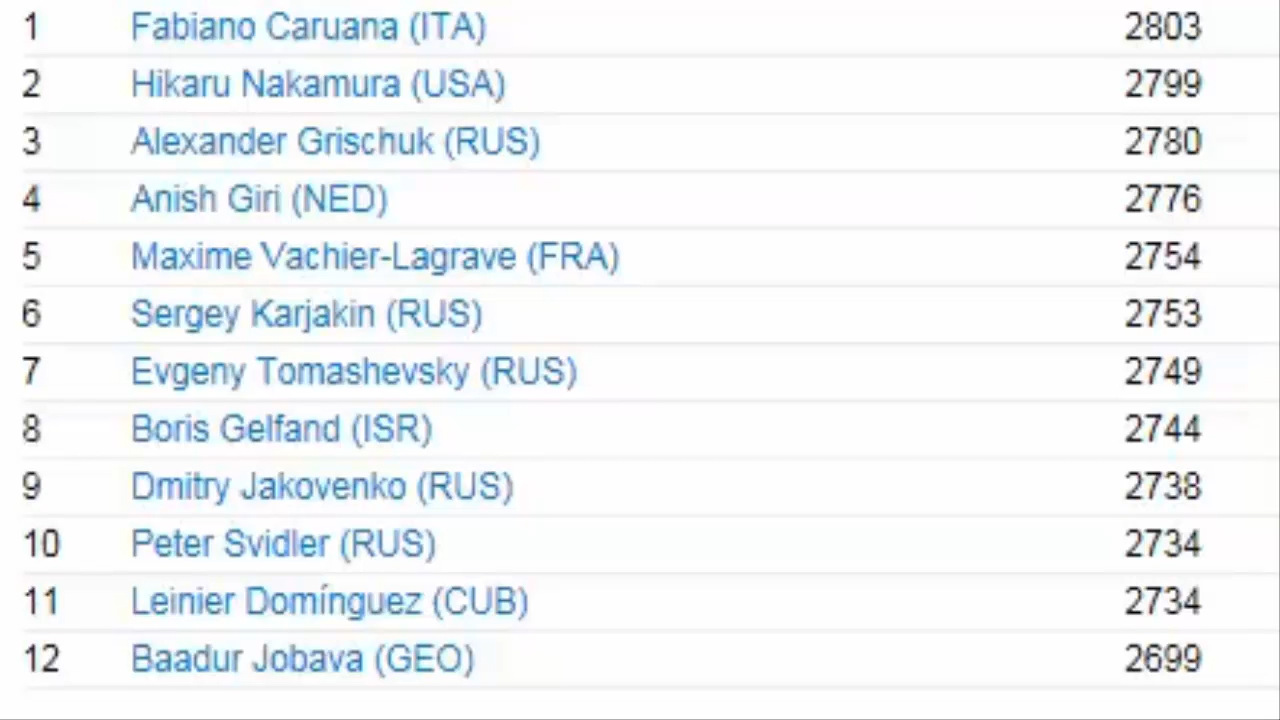 1 Fabiano Caruana (ITA) 2803
2 Hikaru Nakamura (USA) 2799
3 Alexander Grischuk (RUS) 2780
4 Anish Giri (NED) 2776
5 Maxime Vachier-Lagrave (FRA) 2754
6 Sergey Karjakin (RUS) 2753
7 Evgeny Tomashevsky (RUS) 2749
8 Boris Gelfand (ISR) 2744
9 Dmitry Jakovenko (RUS) 2738
10 Peter Svidler (RUS) 2734
11 Leinier Domínguez (CUB) 2734
12 Baadur Jobava (GEO) 2699